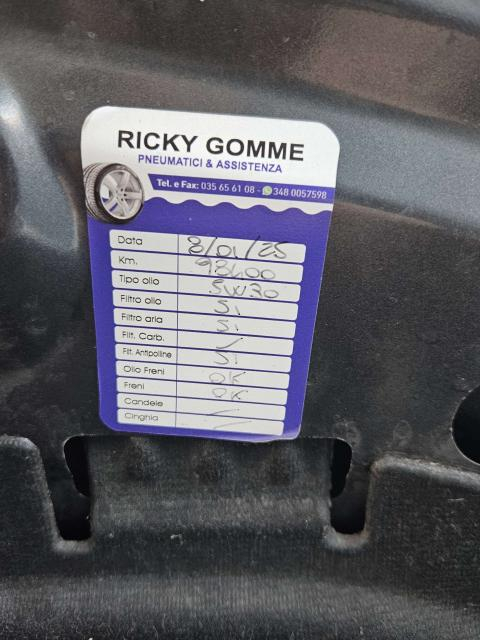 RICKY GOMME
PNEUMATICI & ASSISTENZA
Tel. e Fax: 035 65 61 08 - 348 0057598
Data 8/01/25
Km. 98400
Tipo olio 5W30
Filtro olio Si
Filtro aria Si
Filt. Carb. /
Filt. Antipolline Si
Olio Freni OK
Freni OK
Candele /
Cinghia /